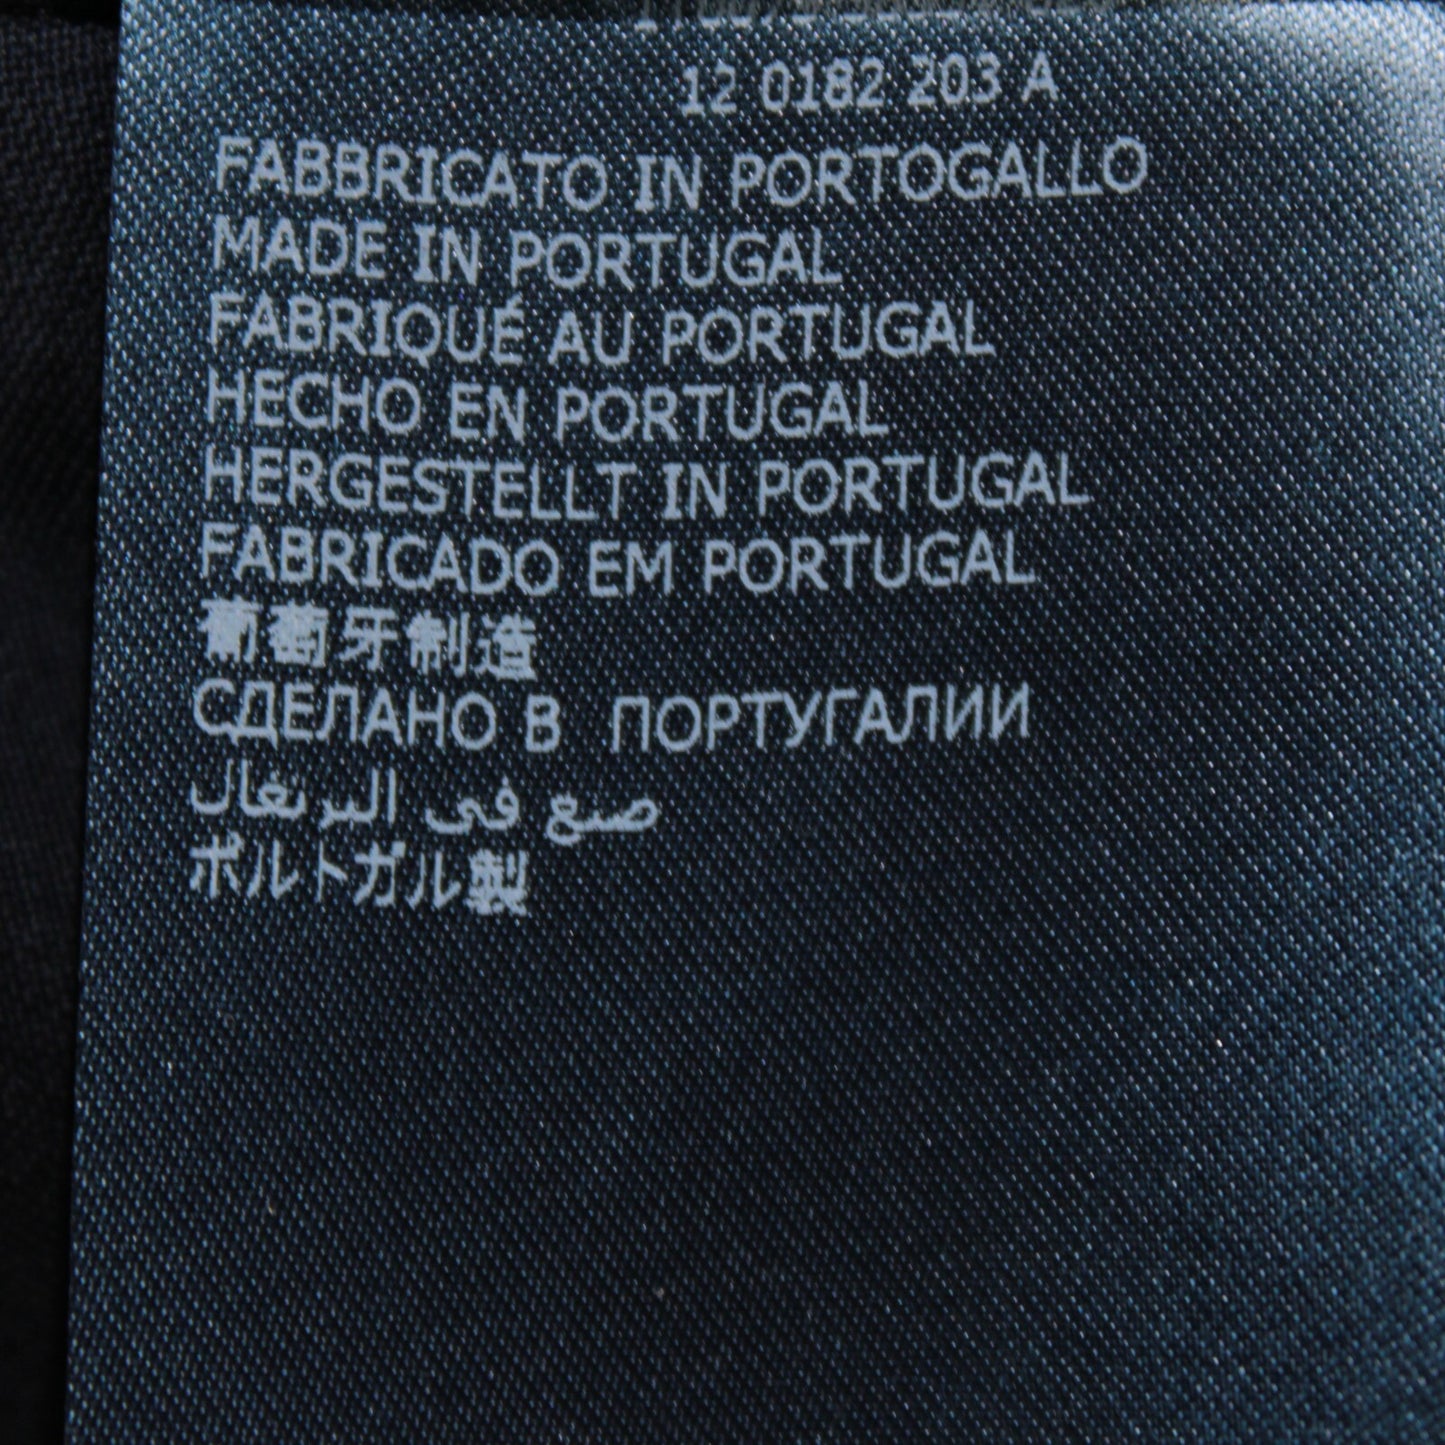 12 0182 203 A
FABBRICATO IN PORTOGALLO
MADE IN PORTUGAL
FABRIQUÉ AU PORTUGAL
HECHO EN PORTUGAL
HERGESTELLT IN PORTUGAL
FABRICADO EM PORTUGAL
葡萄牙制造
СДЕЛАНО В ПОРТУГАЛИИ
صنع في البرتغال
ポルトガル製